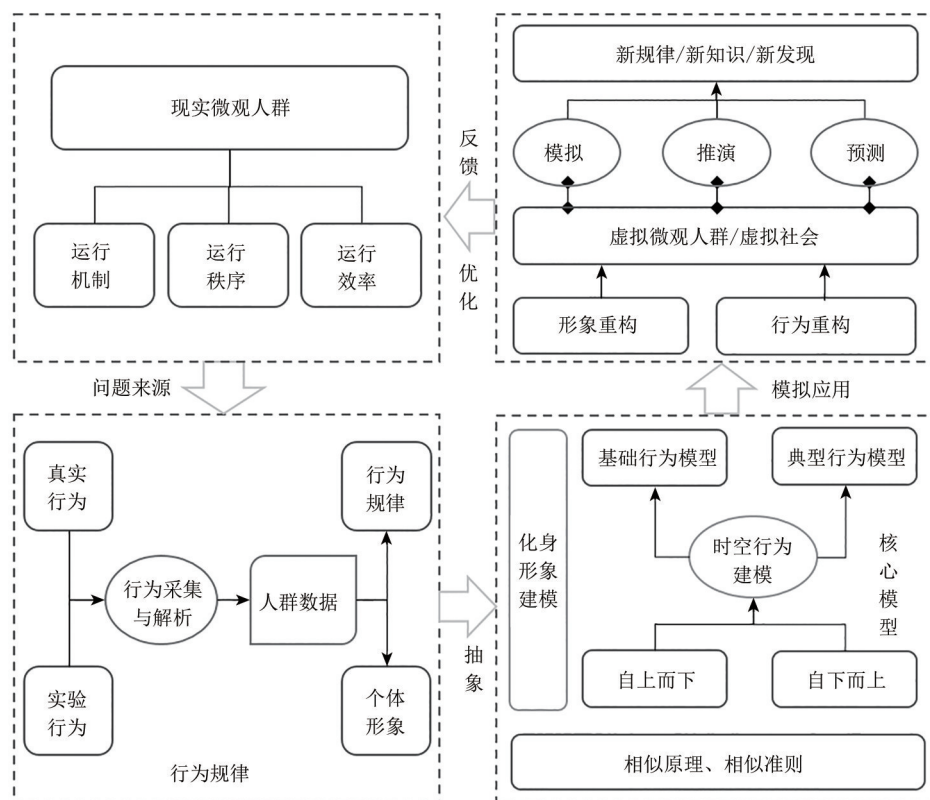 现实微观人群
运行
机制
运行
秩序
运行
效率
反
馈
优
化
新规律/新知识/新发现
模拟
推演
预测
虚拟微观人群/虚拟社会
形象重构
行为重构
问题来源
模拟应用
真实
行为
行为
规律
行为采集
与解析
人群数据
实验
行为
个体
形象
行为规律
抽
象
化身
形象
建模
基础行为模型
典型行为模型
时空行为
建模
核
心
模
型
自上而下
自下而上
相似原理、相似准则